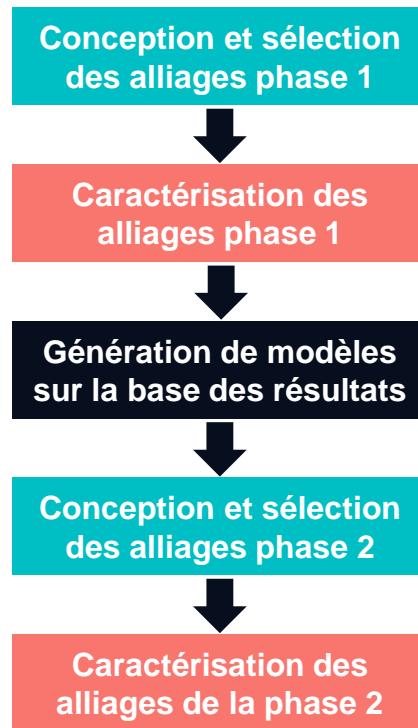 Conception et sélection
des alliages phase 1
Caractérisation des
alliages phase 1
Génération de modèles
sur la base des résultats
Conception et sélection
des alliages phase 2
Caractérisation des
alliages de la phase 2